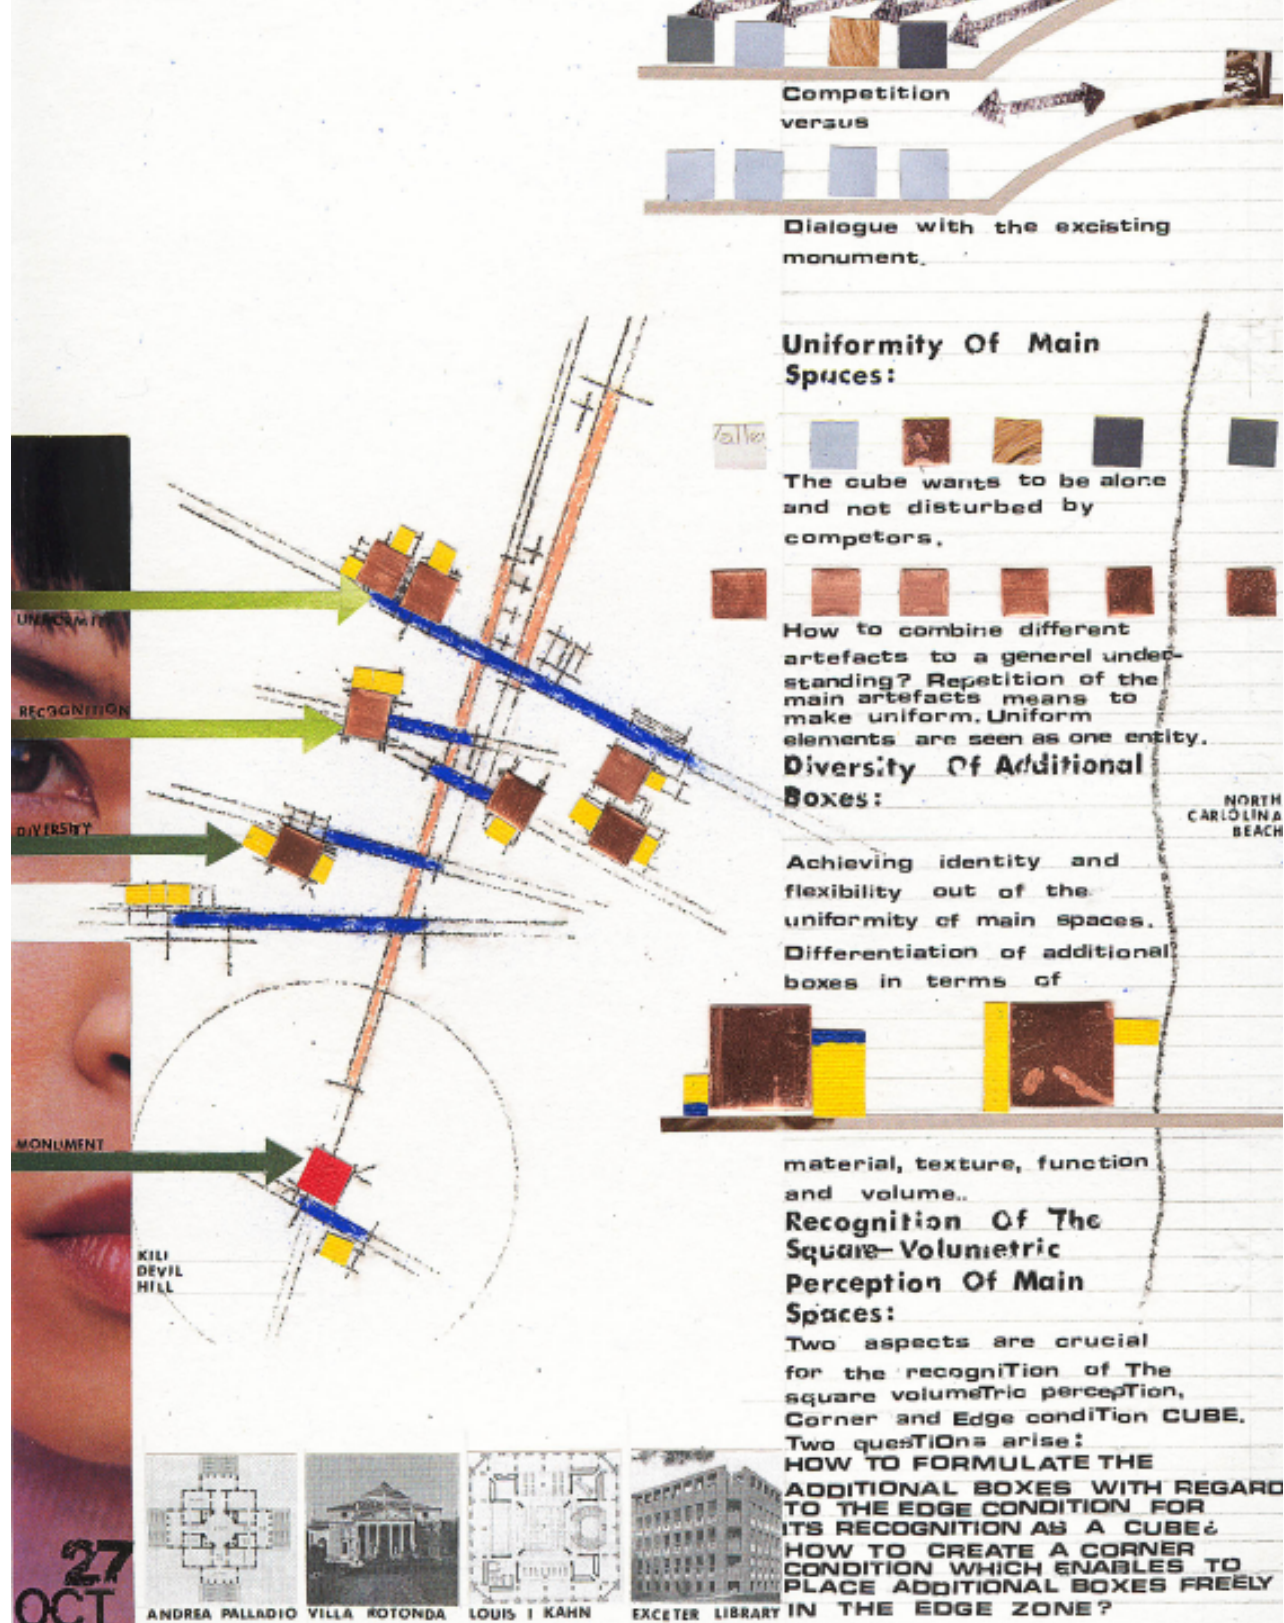 Competition
versus
Dialogue with the excisting
monument.
Uniformity Of Main
Spaces:
The cube wants to be alone
and not disturbed by
competors.
How to combine different
artefacts to a generel under-
standing? Repetition of the
main artefacts means to
make uniform. Uniform
elements are seen as one entity.
Diversity Of Additional
Boxes:
NORTH
CARLOLINA
BEACH
Achieving identity and
flexibility out of the
uniformity of main spaces.
Differentiation of additional
boxes in terms of
material, texture, function
and volume..
Recognition Of The
Square-Volumetric
Perception Of Main
Spaces:
Two aspects are crucial
for the recogniTion of The
square volumeTric percepTion,
Corner and Edge condiTion CUBE.
Two quesTiOns arise:
HOW TO FORMULATE THE
ADDITIONAL BOXES WITH REGARD
TO THE EDGE CONDITION FOR
ITS RECOGNITION AS A CUBE¿
HOW TO CREATE A CORNER
CONDITION WHICH ENABLES TO
PLACE ADDITIONAL BOXES FREELY
IN THE EDGE ZONE?
UNIFORMITY
RECOGNITION
DIVERSITY
MONUMENT
KILI
DEVIL
HILL
27
OCT
ANDREA PALLADIO
VILLA ROTONDA
LOUIS I KAHN
EXCETER LIBRARY